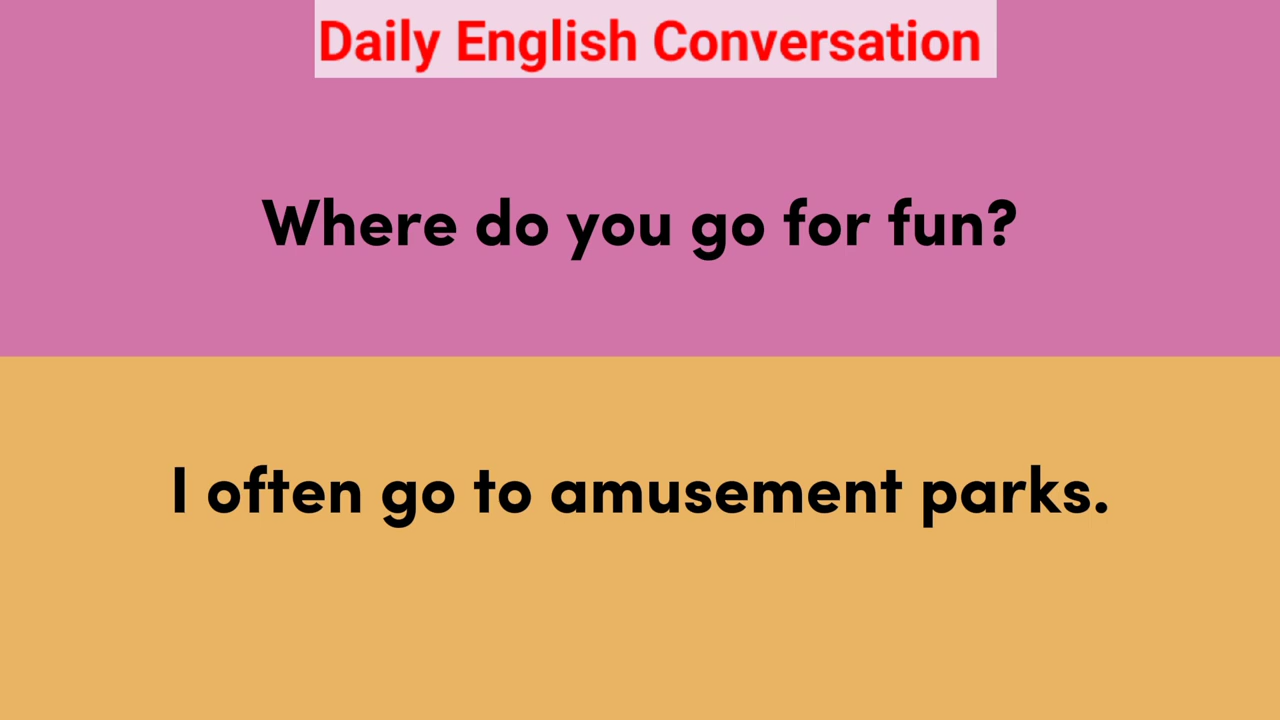 Daily English Conversation
Where do you go for fun?
I often go to amusement parks.